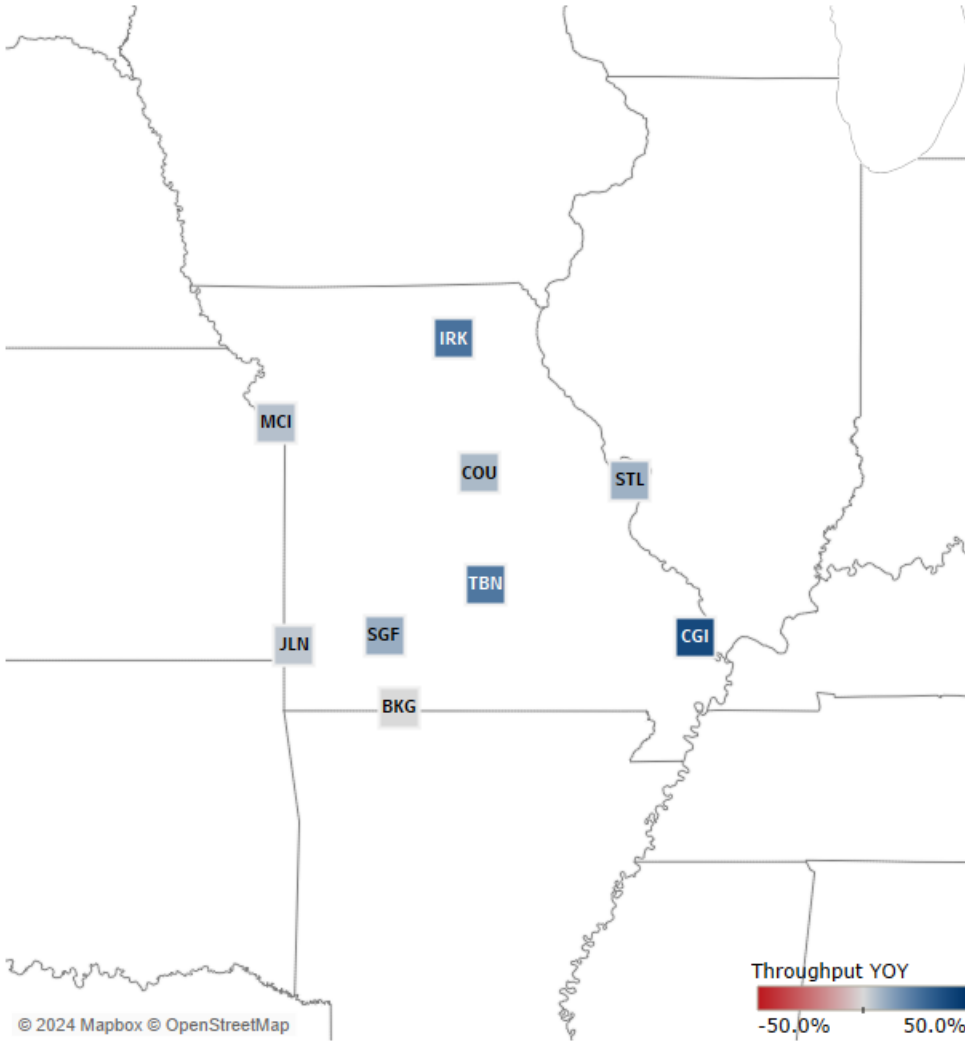 IRK
MCI
COU
STL
TBN
JLN
SGF
CGI
BKG
Throughput YOY
-50.0% 50.0%
© 2024 Mapbox © OpenStreetMap